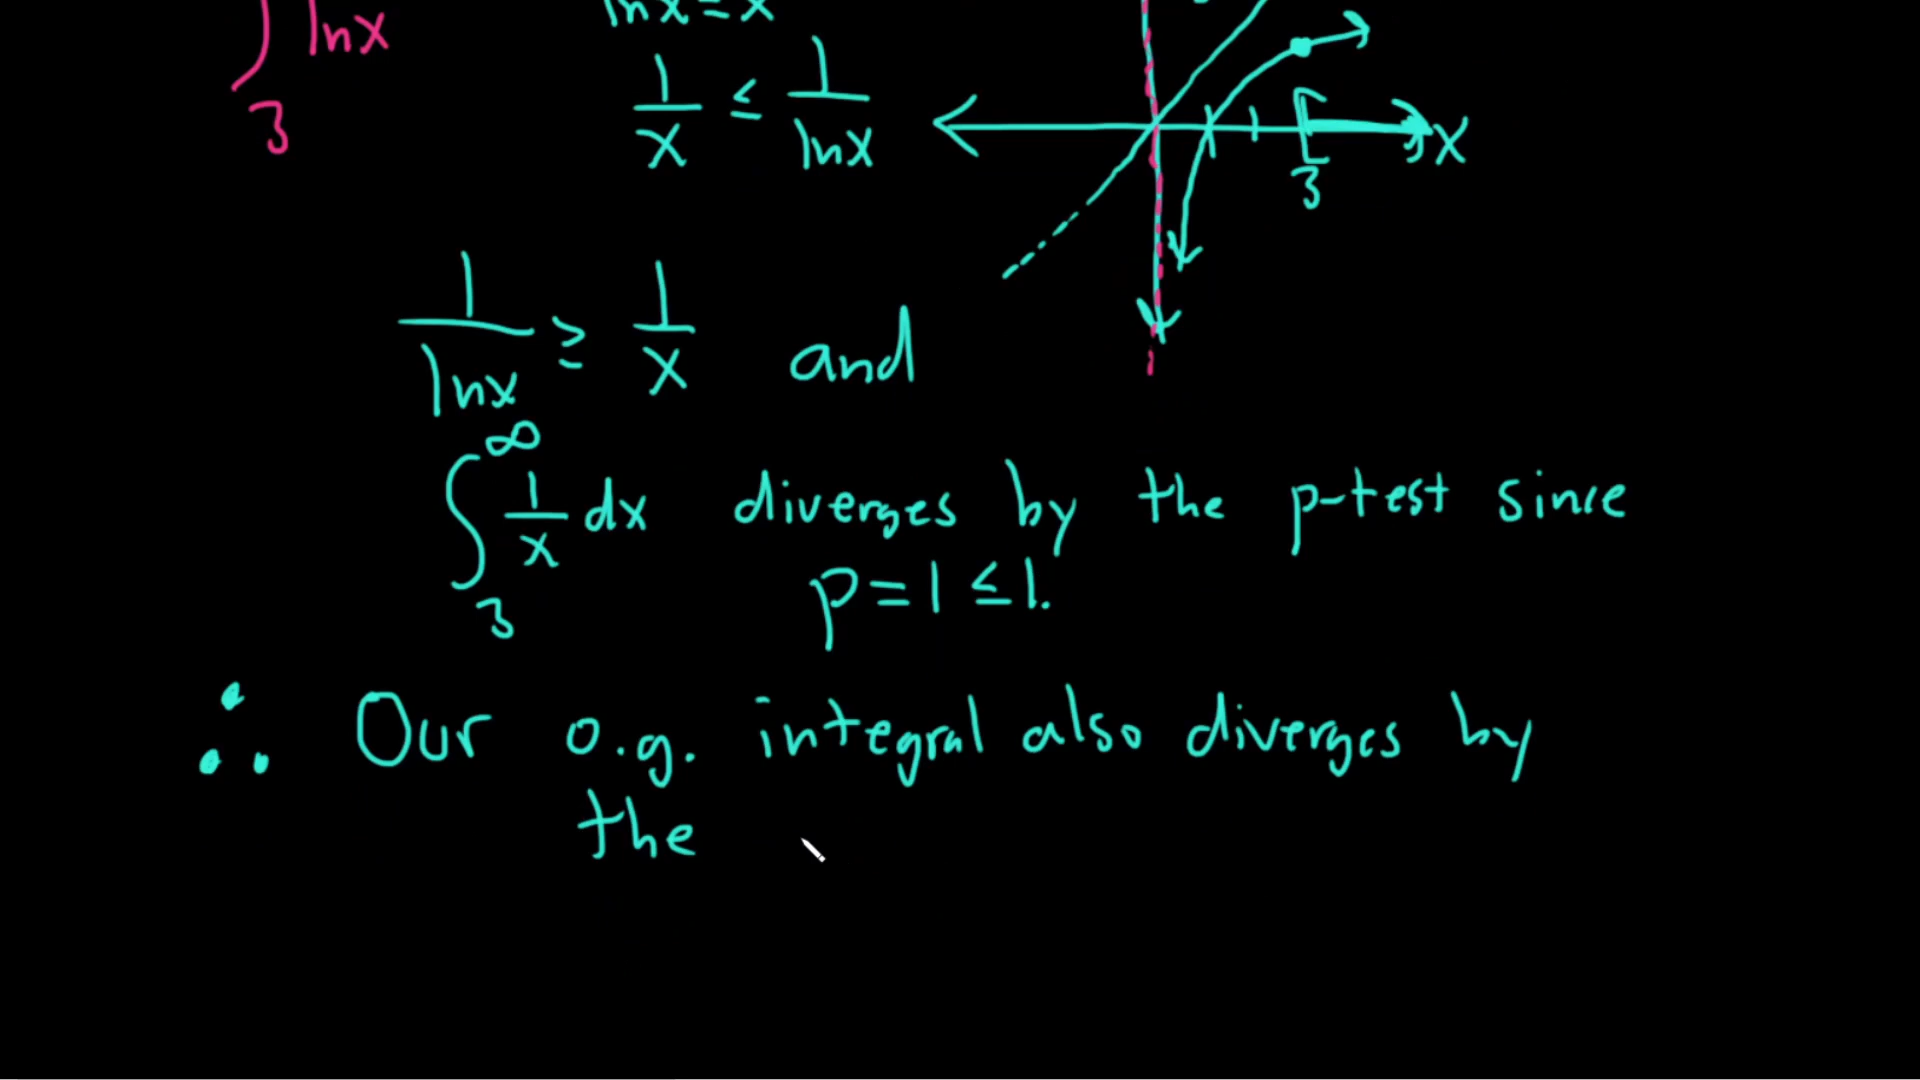 ln x ≤ x
∫ ln x
3
1/x ≤ 1/ln x
x
3
1/ln x ≥ 1/x and
∫₃^∞ 1/x dx diverges by the p-test since
p = 1 ≤ 1.
∴ Our o.g. integral also diverges by
the